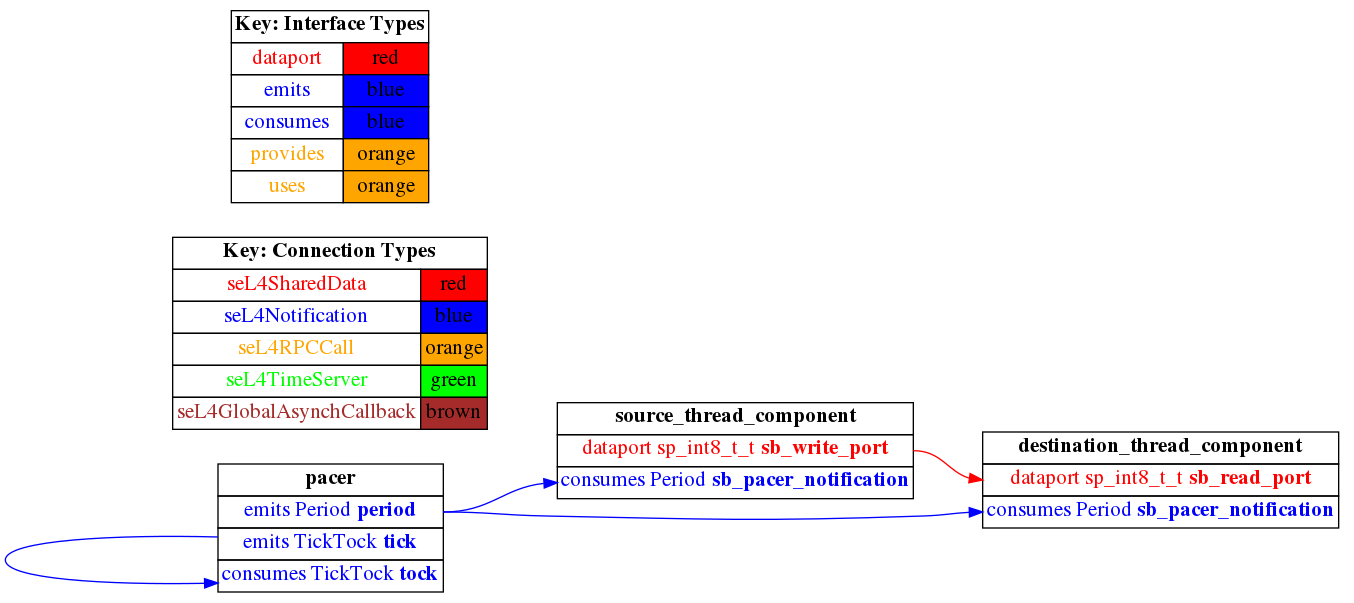 Key: Interface Types
dataport red
emits blue
consumes blue
provides orange
uses orange
Key: Connection Types
seL4SharedData red
seL4Notification blue
seL4RPCCall orange
seL4TimeServer green
seL4GlobalAsynchCallback brown
source_thread_component
dataport sp_int8_t_t sb_write_port
consumes Period sb_pacer_notification
destination_thread_component
dataport sp_int8_t_t sb_read_port
consumes Period sb_pacer_notification
pacer
emits Period period
emits TickTock tick
consumes TickTock tock